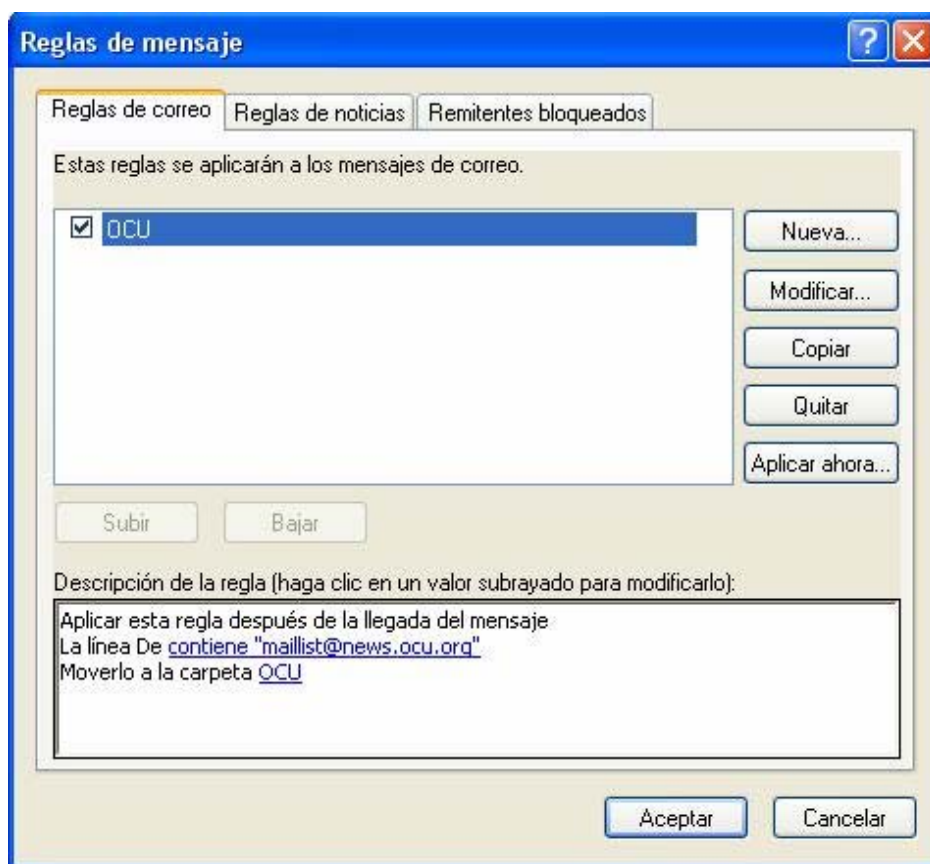 Reglas de mensaje
Reglas de correo Reglas de noticias Remitentes bloqueados
Estas reglas se aplicarán a los mensajes de correo.
OCU
Nueva...
Modificar...
Copiar
Quitar
Aplicar ahora...
Subir Bajar
Descripción de la regla (haga clic en un valor subrayado para modificarlo):
Aplicar esta regla después de la llegada del mensaje
La línea De contiene "maillist@news.ocu.org"
Moverlo a la carpeta OCU
Aceptar Cancelar